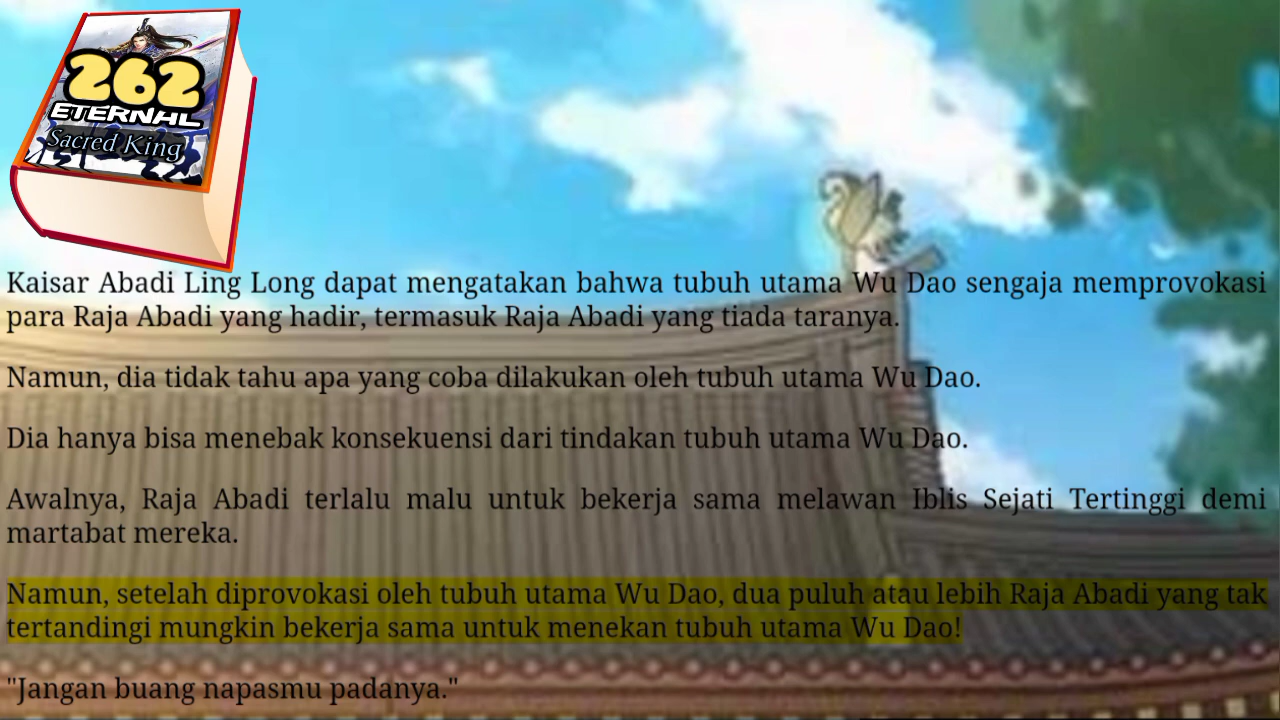 262
ETERNAL
Sacred King
Kaisar Abadi Ling Long dapat mengatakan bahwa tubuh utama Wu Dao sengaja memprovokasi
para Raja Abadi yang hadir, termasuk Raja Abadi yang tiada taranya.
Namun, dia tidak tahu apa yang coba dilakukan oleh tubuh utama Wu Dao.
Dia hanya bisa menebak konsekuensi dari tindakan tubuh utama Wu Dao.
Awalnya, Raja Abadi terlalu malu untuk bekerja sama melawan Iblis Sejati Tertinggi demi
martabat mereka.
Namun, setelah diprovokasi oleh tubuh utama Wu Dao, dua puluh atau lebih Raja Abadi yang tak
tertandingi mungkin bekerja sama untuk menekan tubuh utama Wu Dao!
"Jangan buang napasmu padanya."